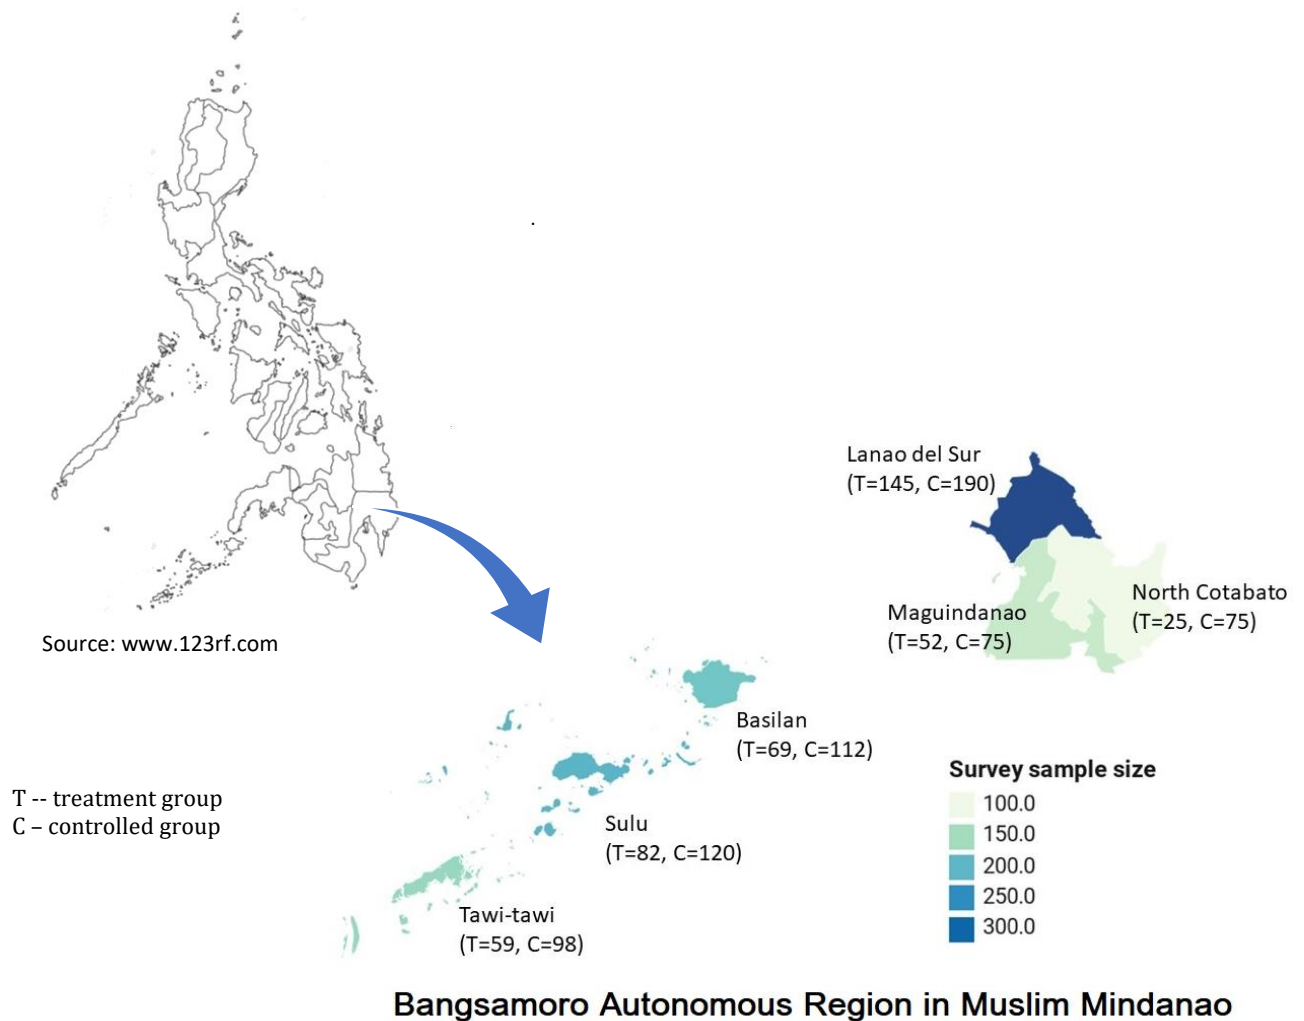 Lanao del Sur
(T=145, C=190)
North Cotabato
(T=25, C=75)
Maguindanao
(T=52, C=75)
Source: www.123rf.com
Basilan
(T=69, C=112)
Survey sample size
100.0
150.0
200.0
250.0
300.0
T -- treatment group
C – controlled group
Sulu
(T=82, C=120)
Tawi-tawi
(T=59, C=98)
Bangsamoro Autonomous Region in Muslim Mindanao